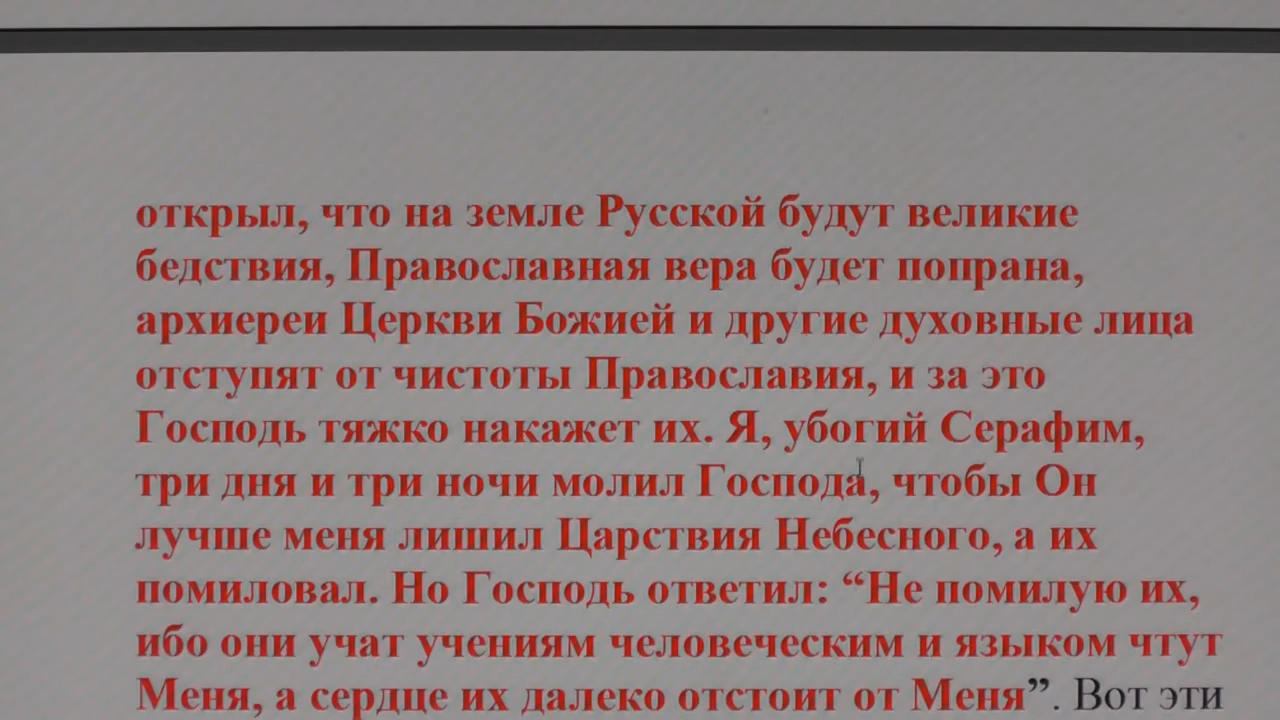 открыл, что на земле Русской будут великие
бедствия, Православная вера будет попрана,
архиереи Церкви Божией и другие духовные лица
отступят от чистоты Православия, и за это
Господь тяжко накажет их. Я, убогий Серафим,
три дня и три ночи молил Господа, чтобы Он
лучше меня лишил Царствия Небесного, а их
помиловал. Но Господь ответил: “Не помилую их,
ибо они учат учениям человеческим и языком чтут
Меня, а сердце их далеко отстоит от Меня”. Вот эти